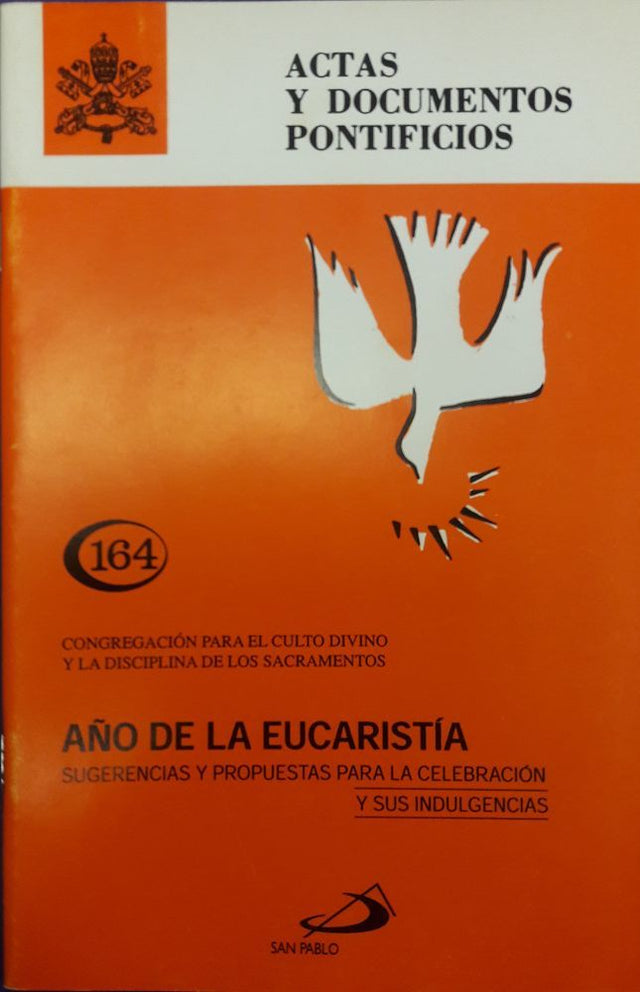 ACTAS
Y DOCUMENTOS
PONTIFICIOS
164
CONGREGACIÓN PARA EL CULTO DIVINO
Y LA DISCIPLINA DE LOS SACRAMENTOS
AÑO DE LA EUCARISTÍA
SUGERENCIAS Y PROPUESTAS PARA LA CELEBRACIÓN
Y SUS INDULGENCIAS
SAN PABLO